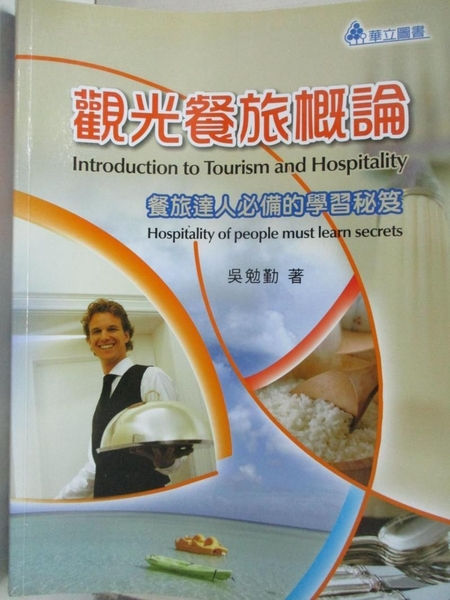 華立圖書
觀光餐旅概論
Introduction to Tourism and Hospitality
餐旅達人必備的學習秘笈
Hospitality of people must learn secrets
吳勉勤 著